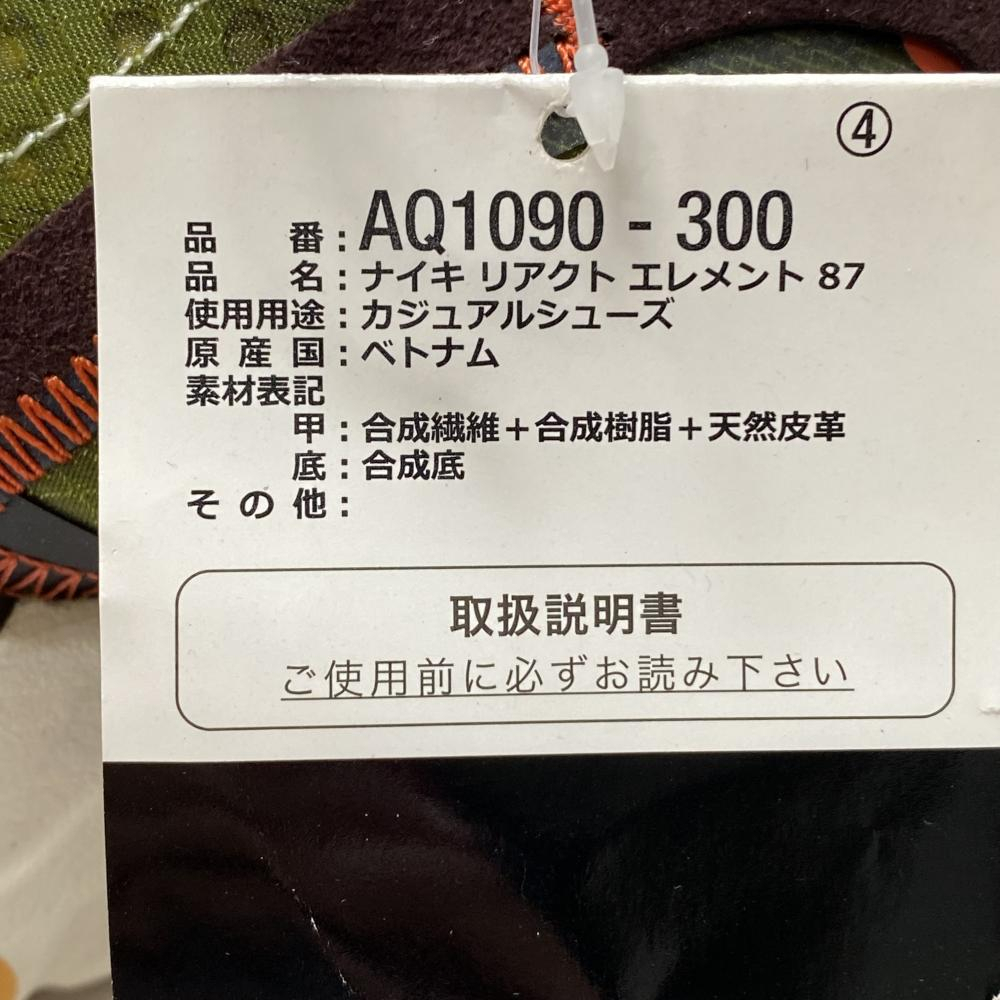 ④
品番：AQ1090 - 300
品名：ナイキ リアクト エレメント 87
使用用途：カジュアルシューズ
原産国：ベトナム
素材表記
甲：合成繊維＋合成樹脂＋天然皮革
底：合成底
その他：
取扱説明書
ご使用前に必ずお読み下さい